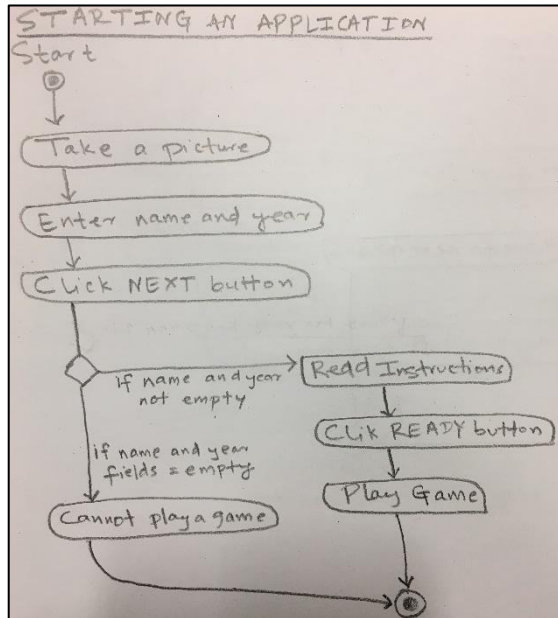 STARTING AN APPLICATION
Start
Take a picture
Enter name and year
Click NEXT button
if name and year
not empty
Read Instructions
Clik READY button
Play Game
if name and year
fields = empty
Cannot play a game